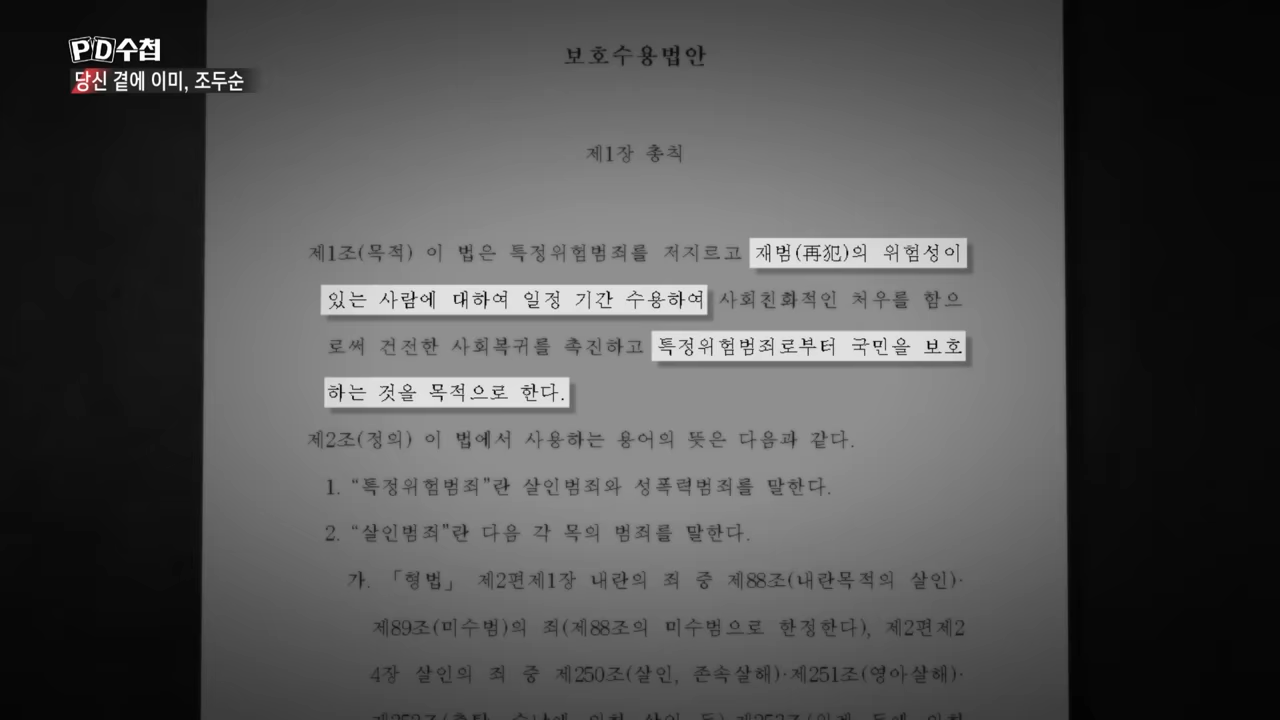 PD수첩
당신 곁에 이미, 조두순
보호수용법안
제1장 총칙
제1조(목적) 이 법은 특정위험범죄를 저지르고 재범(再犯)의 위험성이
있는 사람에 대하여 일정 기간 수용하여 사회친화적인 처우를 함으
로써 건전한 사회복귀를 촉진하고 특정위험범죄로부터 국민을 보호
하는 것을 목적으로 한다.
제2조(정의) 이 법에서 사용하는 용어의 뜻은 다음과 같다.
1. “특정위험범죄”란 살인범죄와 성폭력범죄를 말한다.
2. “살인범죄”란 다음 각 목의 범죄를 말한다.
가. 「형법」 제2편제1장 내란의 죄 중 제88조(내란목적의 살인)·
제89조(미수범)의 죄(제88조의 미수범으로 한정한다), 제2편제2
4장 살인의 죄 중 제250조(살인, 존속살해)·제251조(영아살해)·